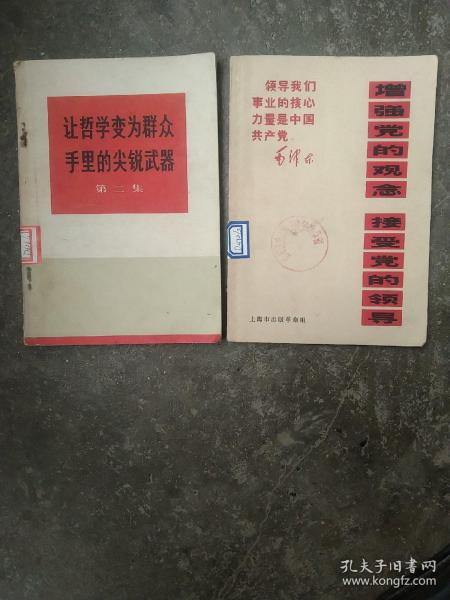 让哲学变为群众
手里的尖锐武器
第二集
领导我们
事业的核心
力量是中国
共产党
毛泽东
增强党的观念 接受党的领导
上海市出版革命组
孔夫子旧书网
www.kongfz.com